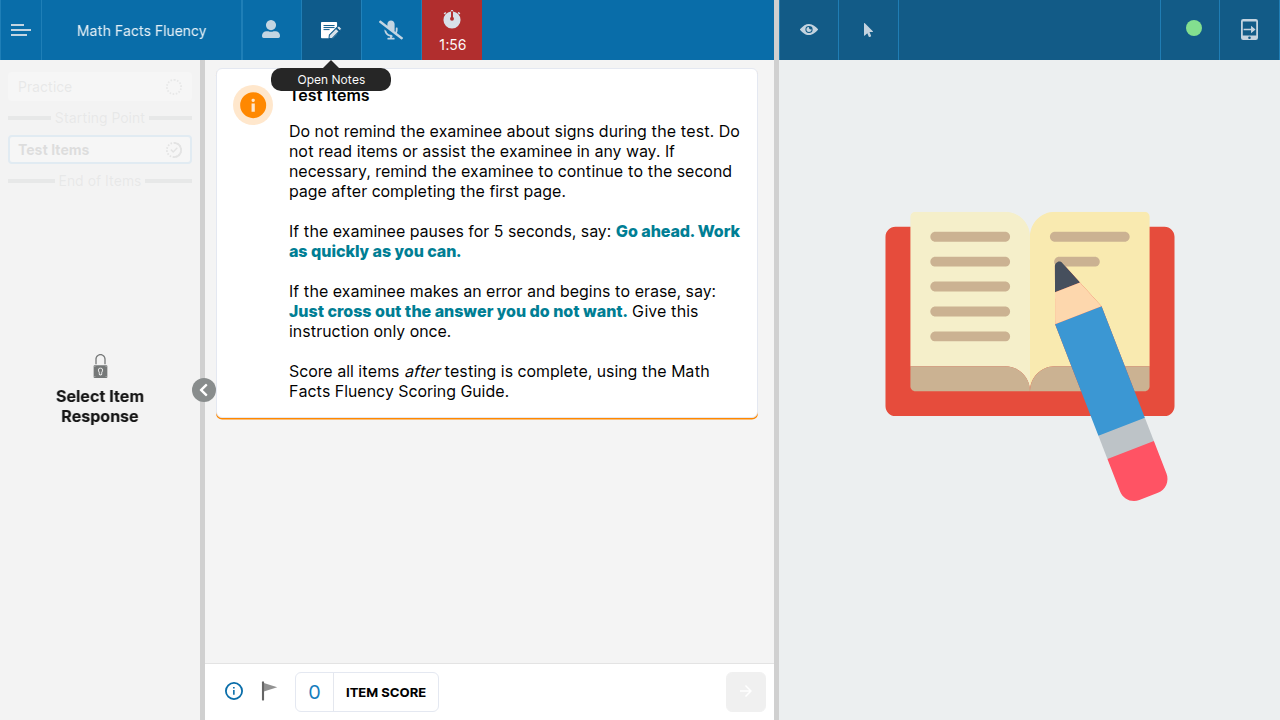 Math Facts Fluency
1:56
Open Notes
Practice
Starting Point
Test Items
End of Items
Select Item
Response
Test Items
Do not remind the examinee about signs during the test. Do
not read items or assist the examinee in any way. If
necessary, remind the examinee to continue to the second
page after completing the first page.
If the examinee pauses for 5 seconds, say: Go ahead. Work
as quickly as you can.
If the examinee makes an error and begins to erase, say:
Just cross out the answer you do not want. Give this
instruction only once.
Score all items after testing is complete, using the Math
Facts Fluency Scoring Guide.
0 ITEM SCORE